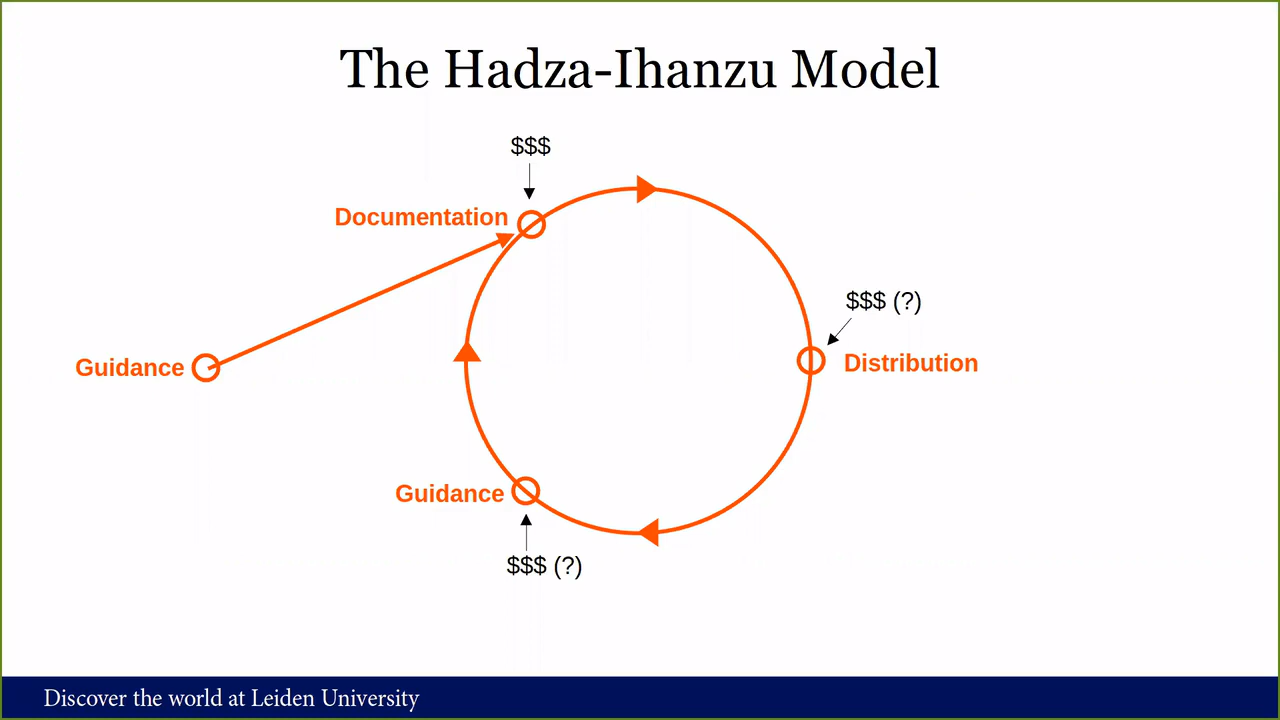 The Hadza-Ihanzu Model
$$$
Documentation
$$$ (?)
Distribution
Guidance
Guidance
$$$ (?)
Discover the world at Leiden University